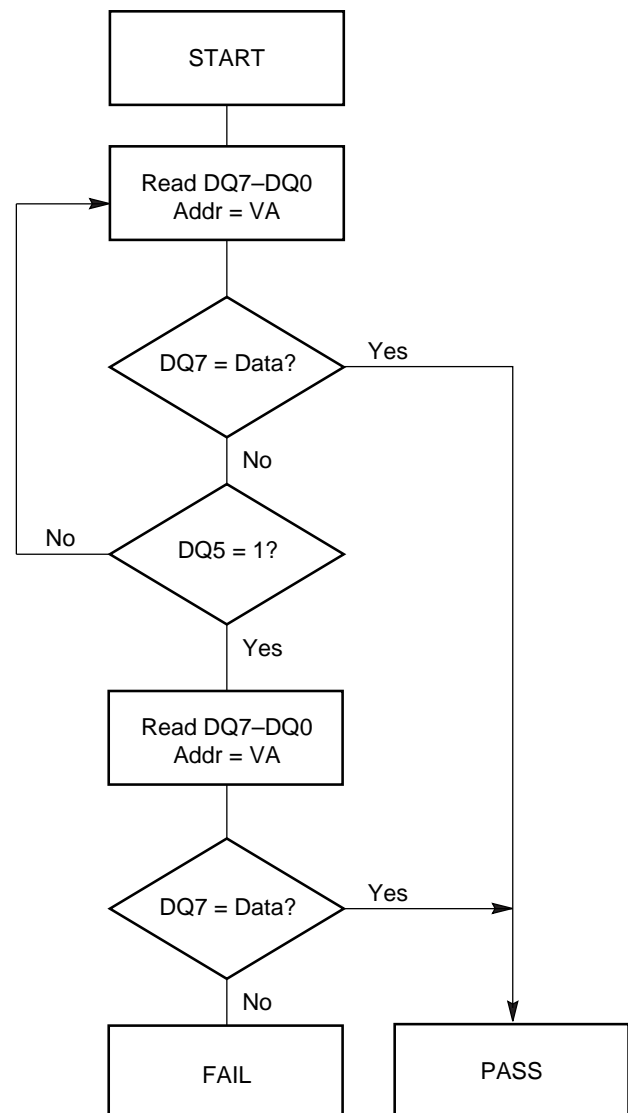 START
Read DQ7–DQ0
Addr = VA
DQ7 = Data?
Yes
No
No
DQ5 = 1?
Yes
Read DQ7–DQ0
Addr = VA
DQ7 = Data?
Yes
No
FAIL
PASS